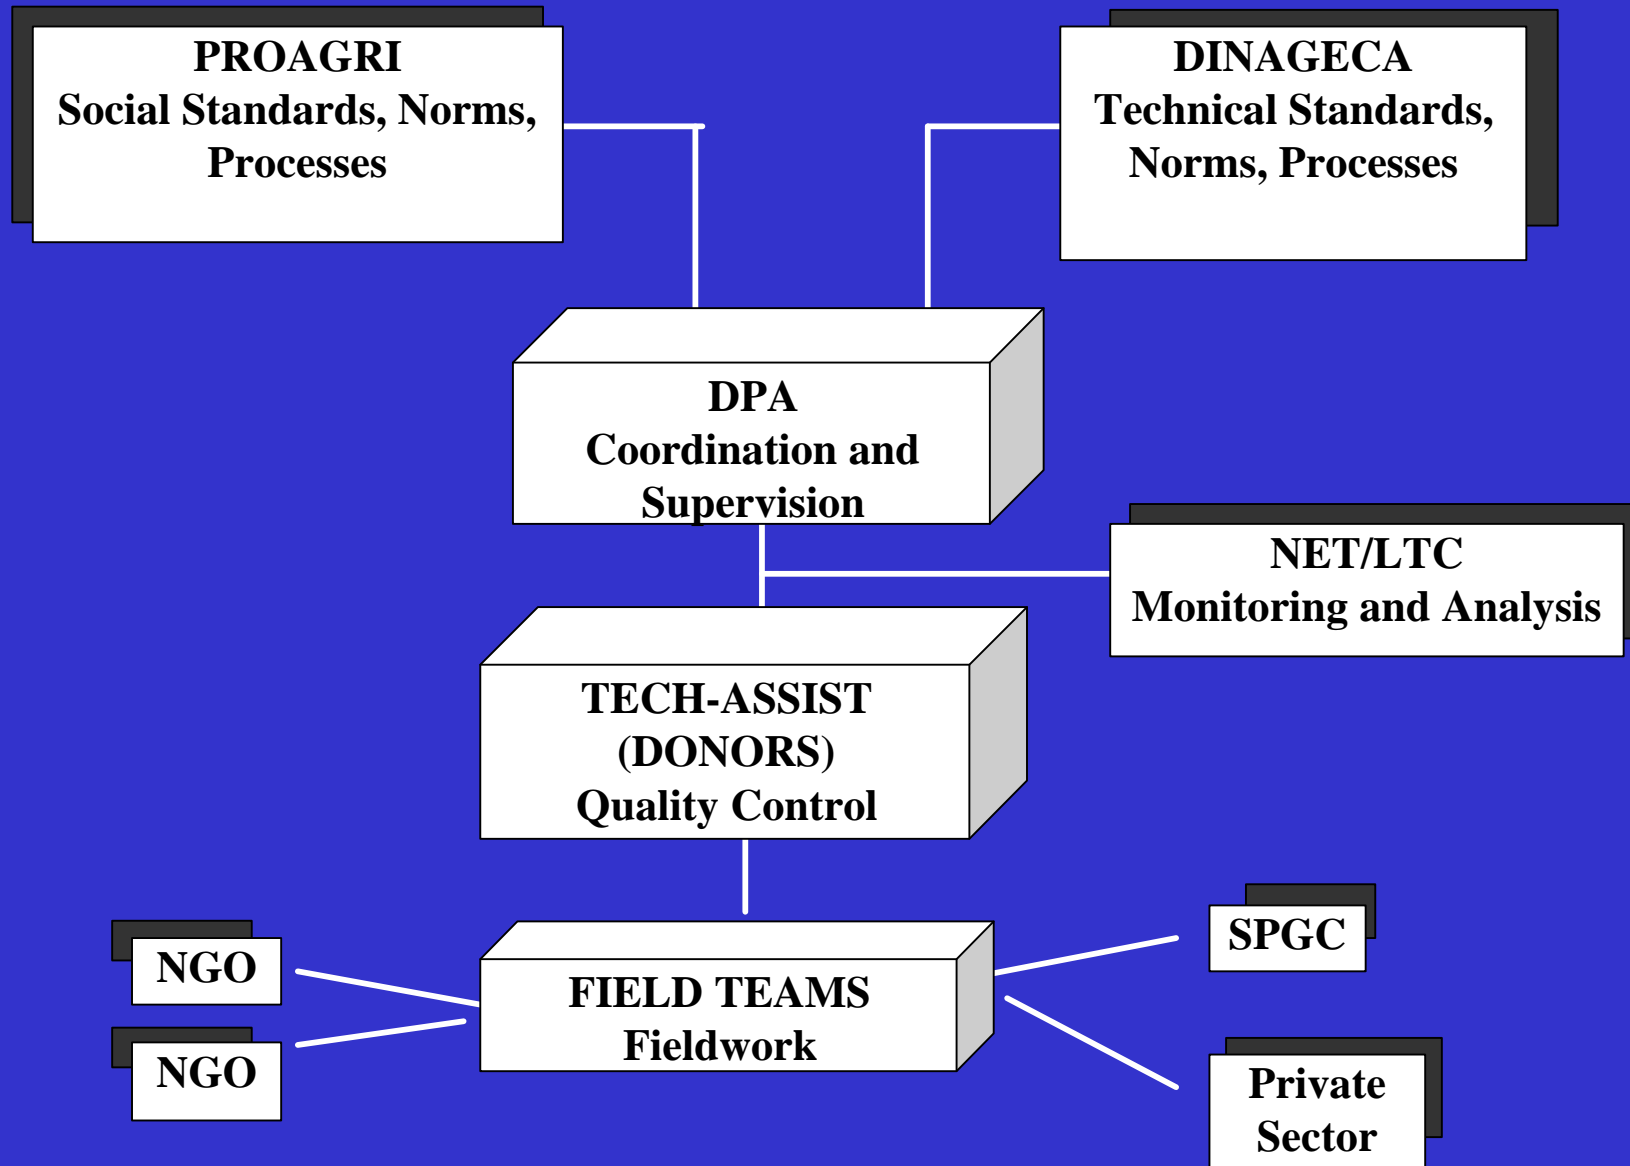 PROAGRI
Social Standards, Norms,
Processes
DINAGECA
Technical Standards,
Norms, Processes
DPA
Coordination and
Supervision
NET/LTC
Monitoring and Analysis
TECH-ASSIST
(DONORS)
Quality Control
NGO
NGO
FIELD TEAMS
Fieldwork
SPGC
Private
Sector